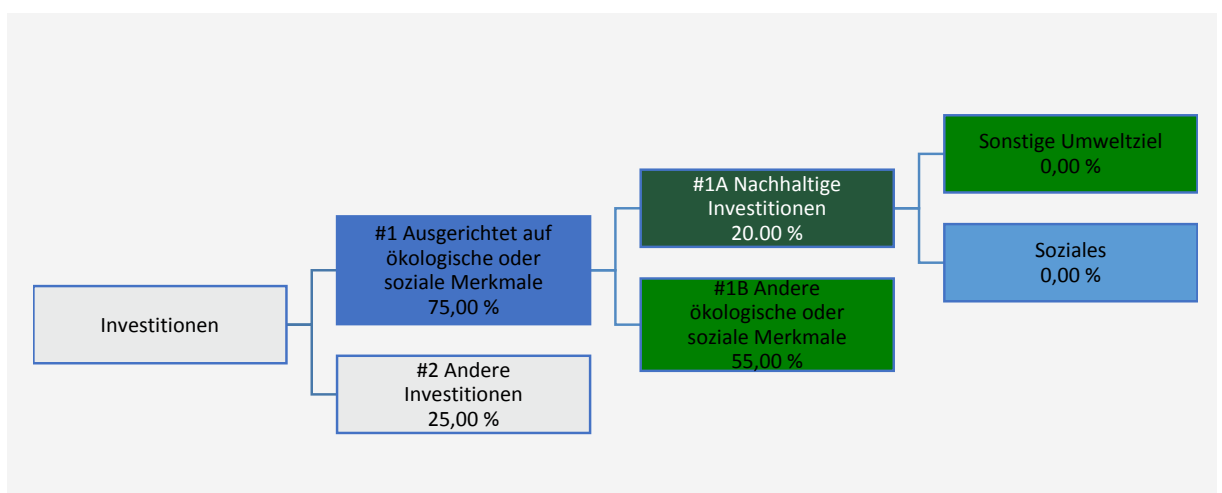 Investitionen
#1 Ausgerichtet auf
ökologische oder
soziale Merkmale
75,00 %
#2 Andere
Investitionen
25,00 %
#1A Nachhaltige
Investitionen
20.00 %
#1B Andere
ökologische oder
soziale Merkmale
55,00 %
Sonstige Umweltziel
0,00 %
Soziales
0,00 %